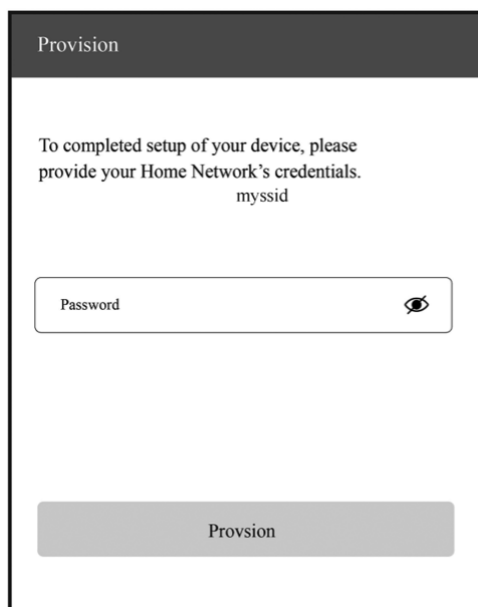 Provision
To completed setup of your device, please
provide your Home Network’s credentials.
myssid
Password
Provsion